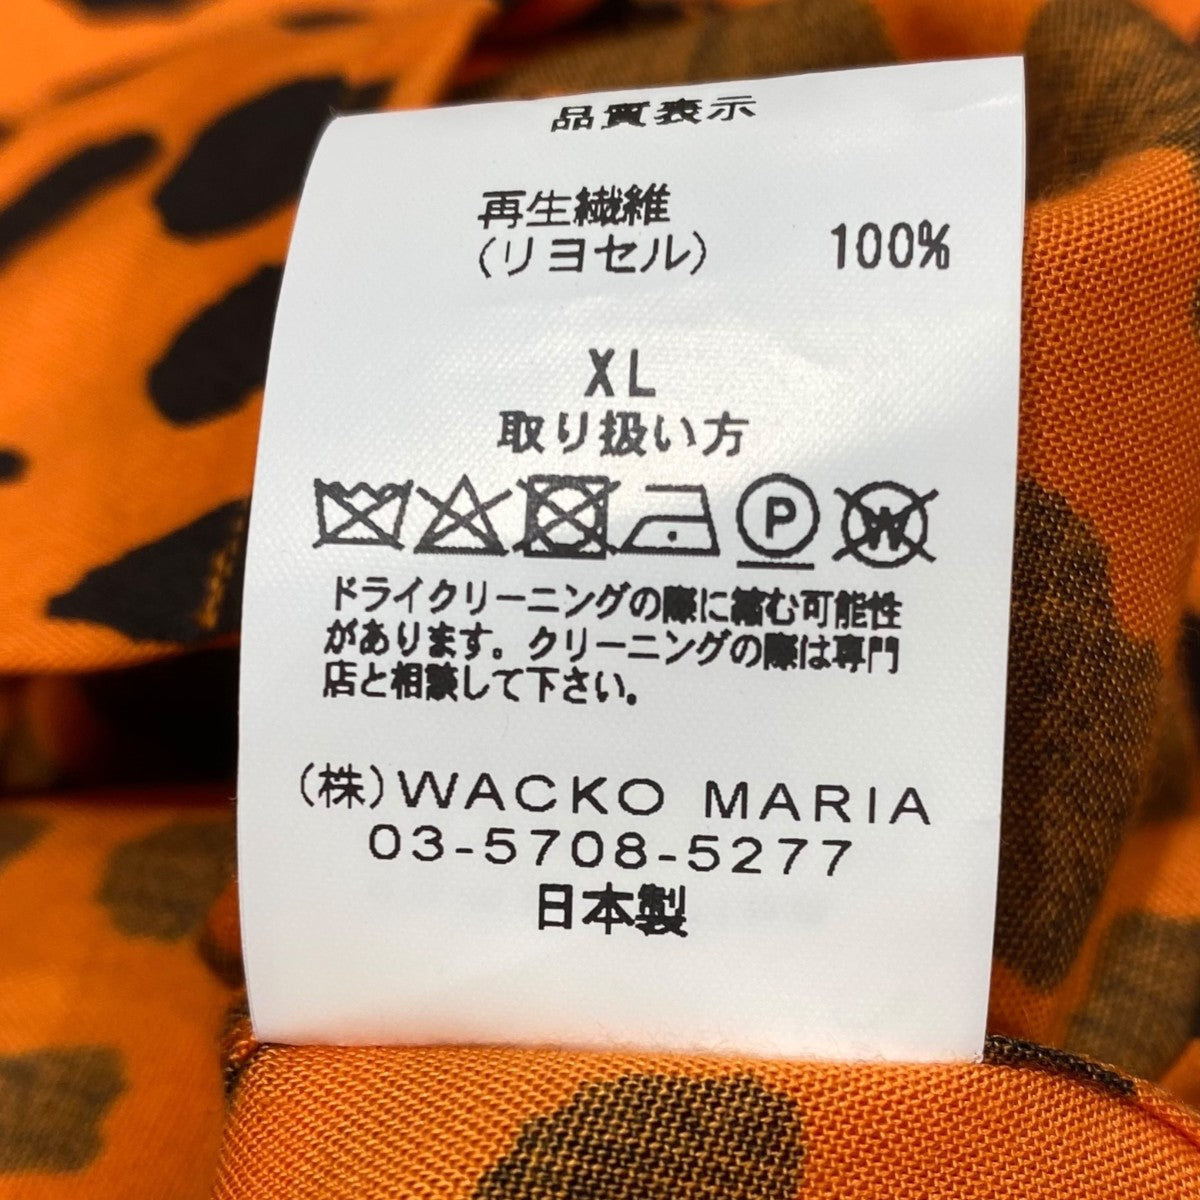 品質表示
再生繊維
(リヨセル) 100%
XL
取り扱い方
P W
ドライクリーニングの際に縮む可能性
があります。クリーニングの際は専門
店と相談して下さい。
(株)WACKO MARIA
03-5708-5277
日本製